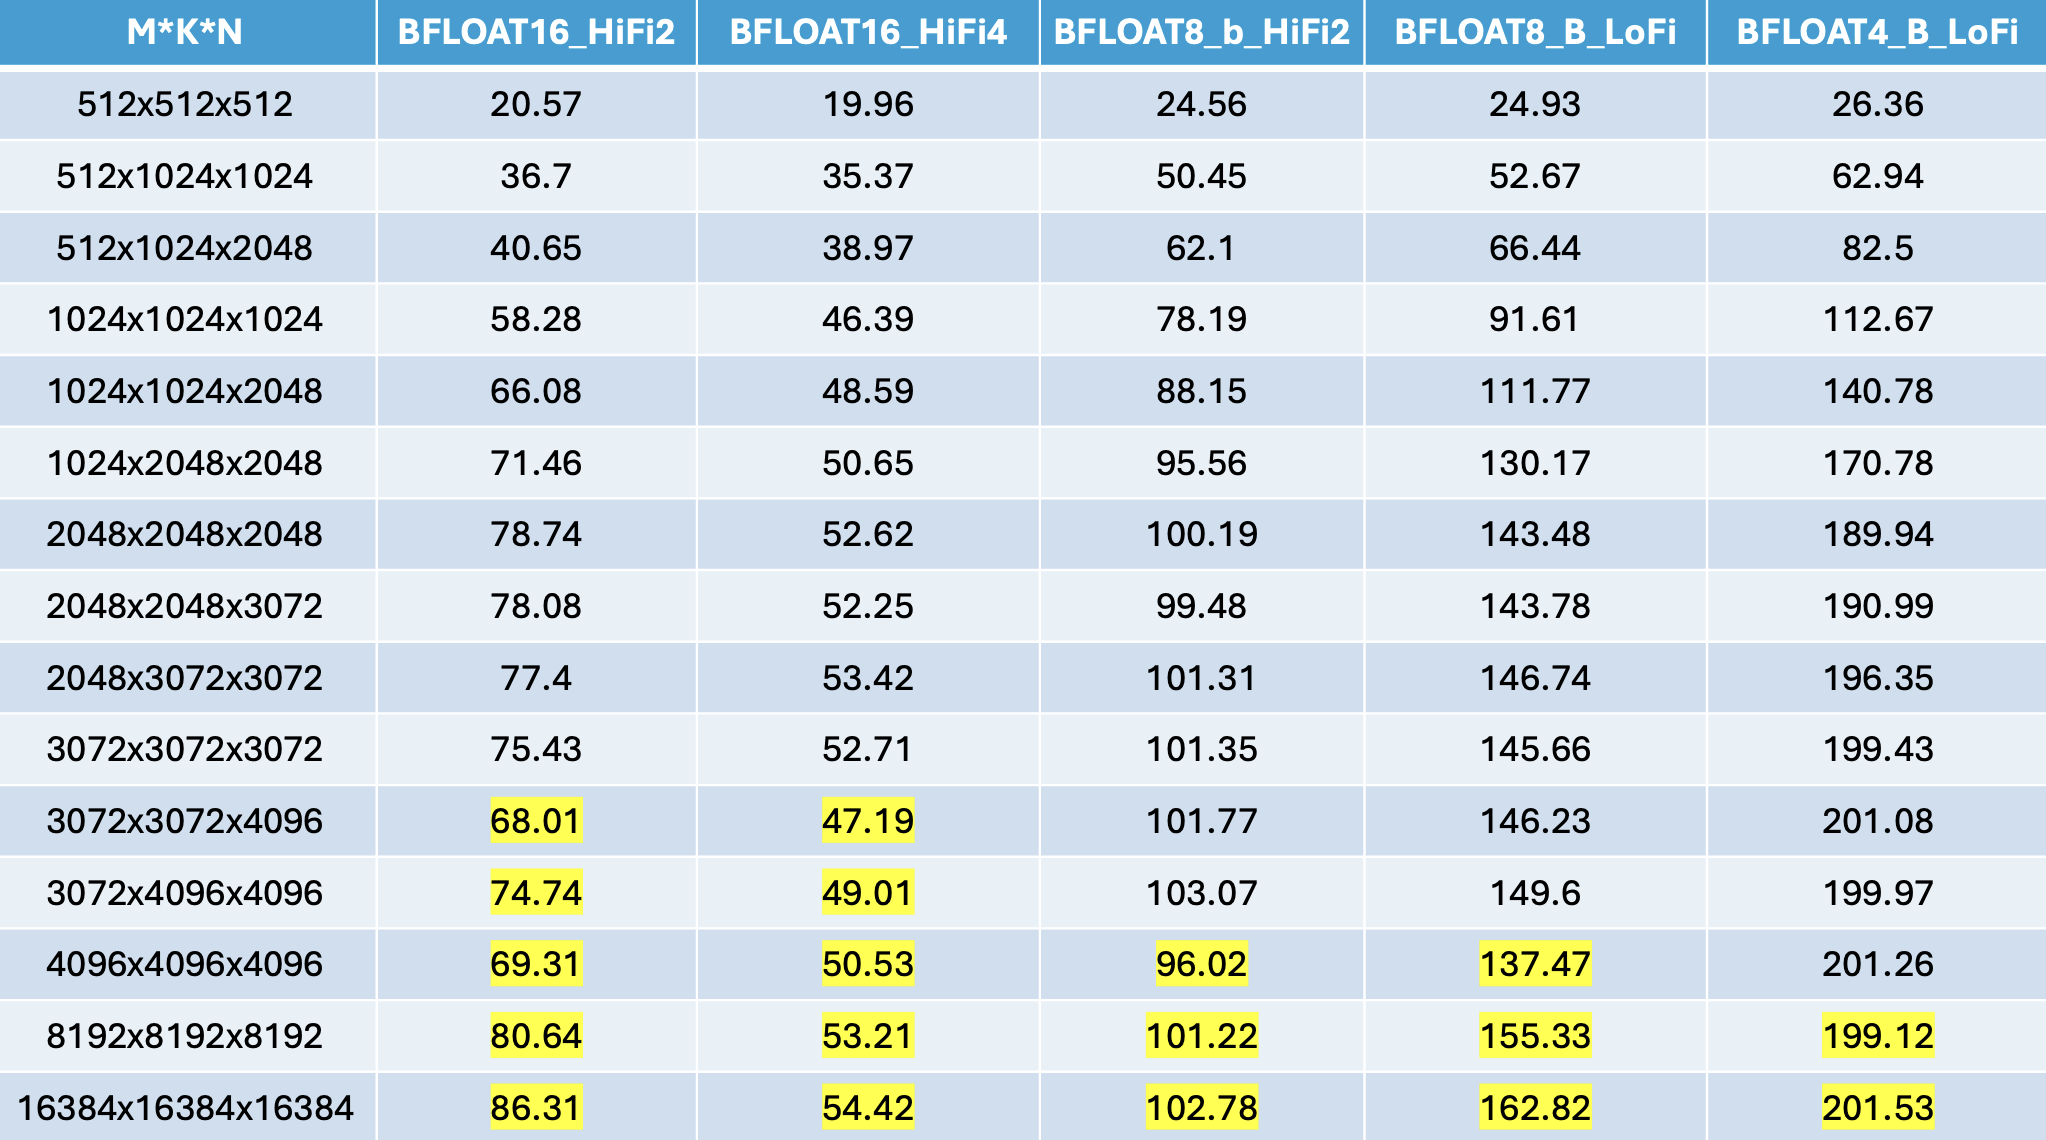 M*K*N BFLOAT16_HiFi2 BFLOAT16_HiFi4 BFLOAT8_b_HiFi2 BFLOAT8_B_LoFi BFLOAT4_B_LoFi
512x512x512 20.57 19.96 24.56 24.93 26.36
512x1024x1024 36.7 35.37 50.45 52.67 62.94
512x1024x2048 40.65 38.97 62.1 66.44 82.5
1024x1024x1024 58.28 46.39 78.19 91.61 112.67
1024x1024x2048 66.08 48.59 88.15 111.77 140.78
1024x2048x2048 71.46 50.65 95.56 130.17 170.78
2048x2048x2048 78.74 52.62 100.19 143.48 189.94
2048x2048x3072 78.08 52.25 99.48 143.78 190.99
2048x3072x3072 77.4 53.42 101.31 146.74 196.35
3072x3072x3072 75.43 52.71 101.35 145.66 199.43
3072x3072x4096 68.01 47.19 101.77 146.23 201.08
3072x4096x4096 74.74 49.01 103.07 149.6 199.97
4096x4096x4096 69.31 50.53 96.02 137.47 201.26
8192x8192x8192 80.64 53.21 101.22 155.33 199.12
16384x16384x16384 86.31 54.42 102.78 162.82 201.53